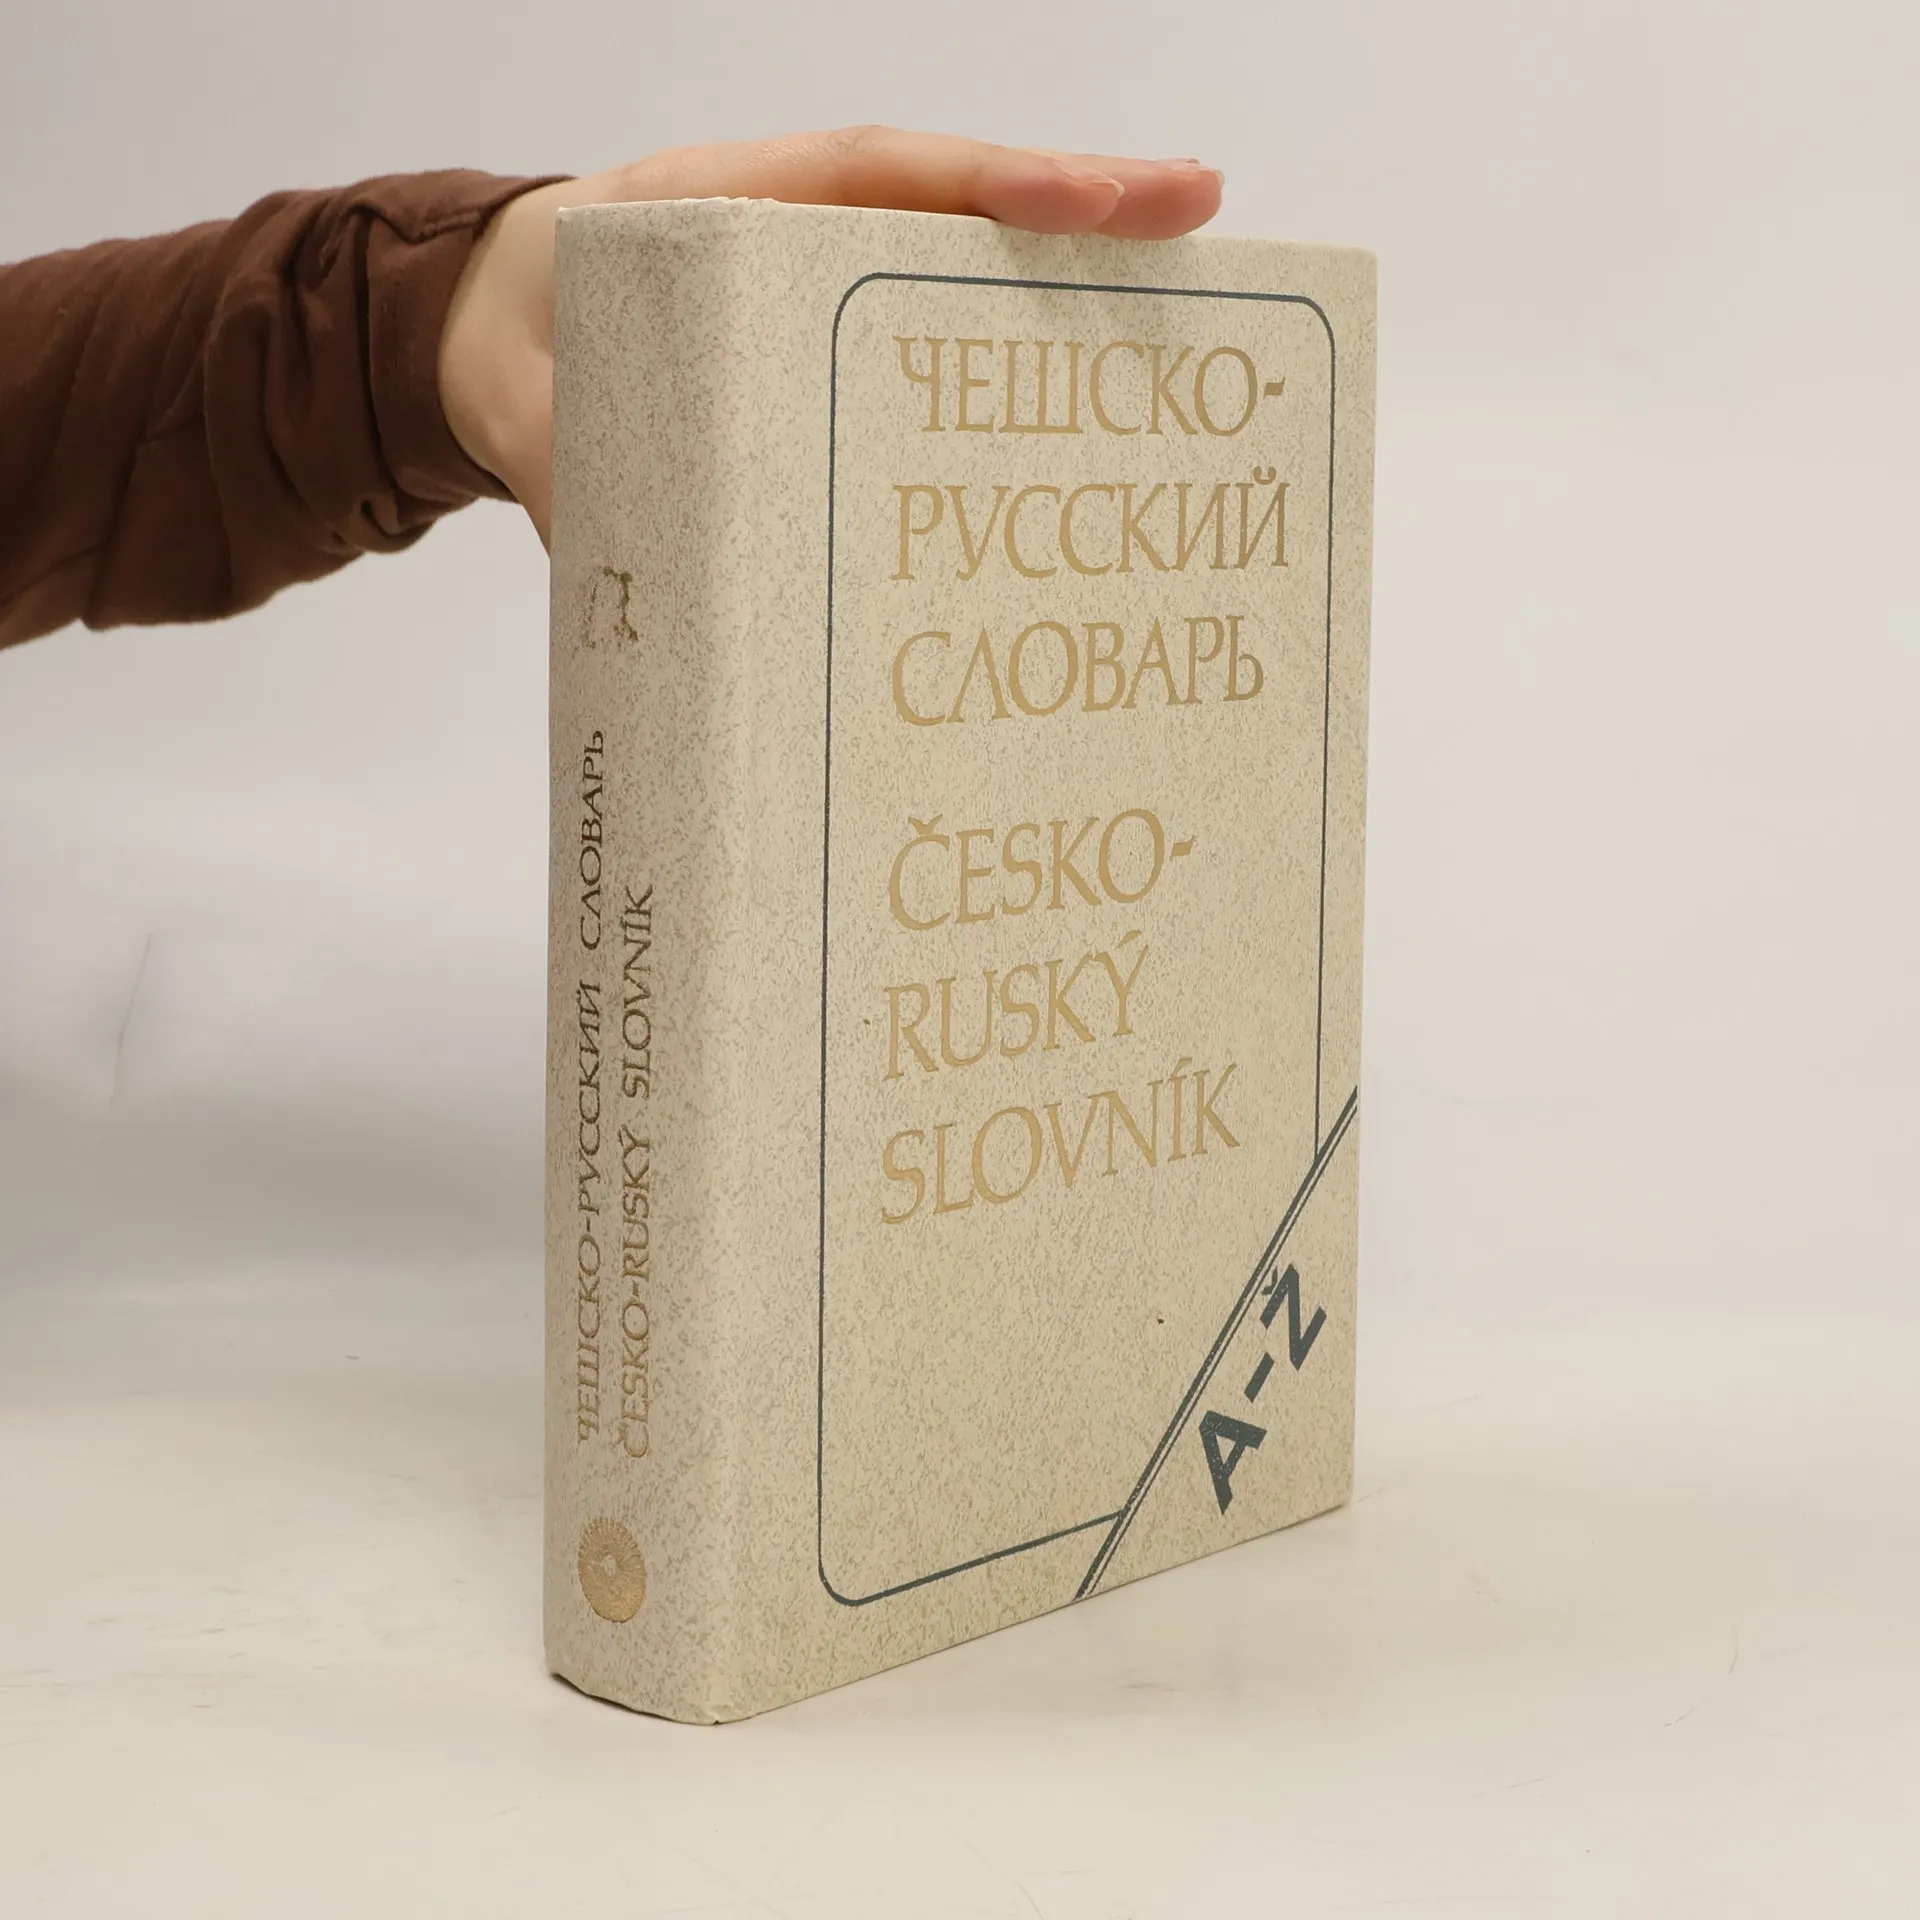 ЧЕШСКО-
РУССКИЙ
СЛОВАРЬ
ČESKO-
RUSKÝ
SLOVNÍK
A–Ž
ЧЕШСКО-РУССКИЙ СЛОВАРЬ
ČESKO-RUSKÝ SLOVNÍK